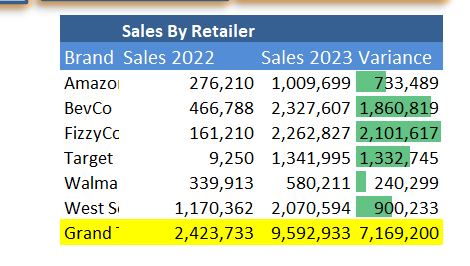 Sales By Retailer
Brand Sales 2022 Sales 2023 Variance
Amazo 276,210 1,009,699 733,489
BevCo 466,788 2,327,607 1,860,819
FizzyCo 161,210 2,262,827 2,101,617
Target 9,250 1,341,995 1,332,745
Walma 339,913 580,211 240,299
West S 1,170,362 2,070,594 900,233
Grand 2,423,733 9,592,933 7,169,200